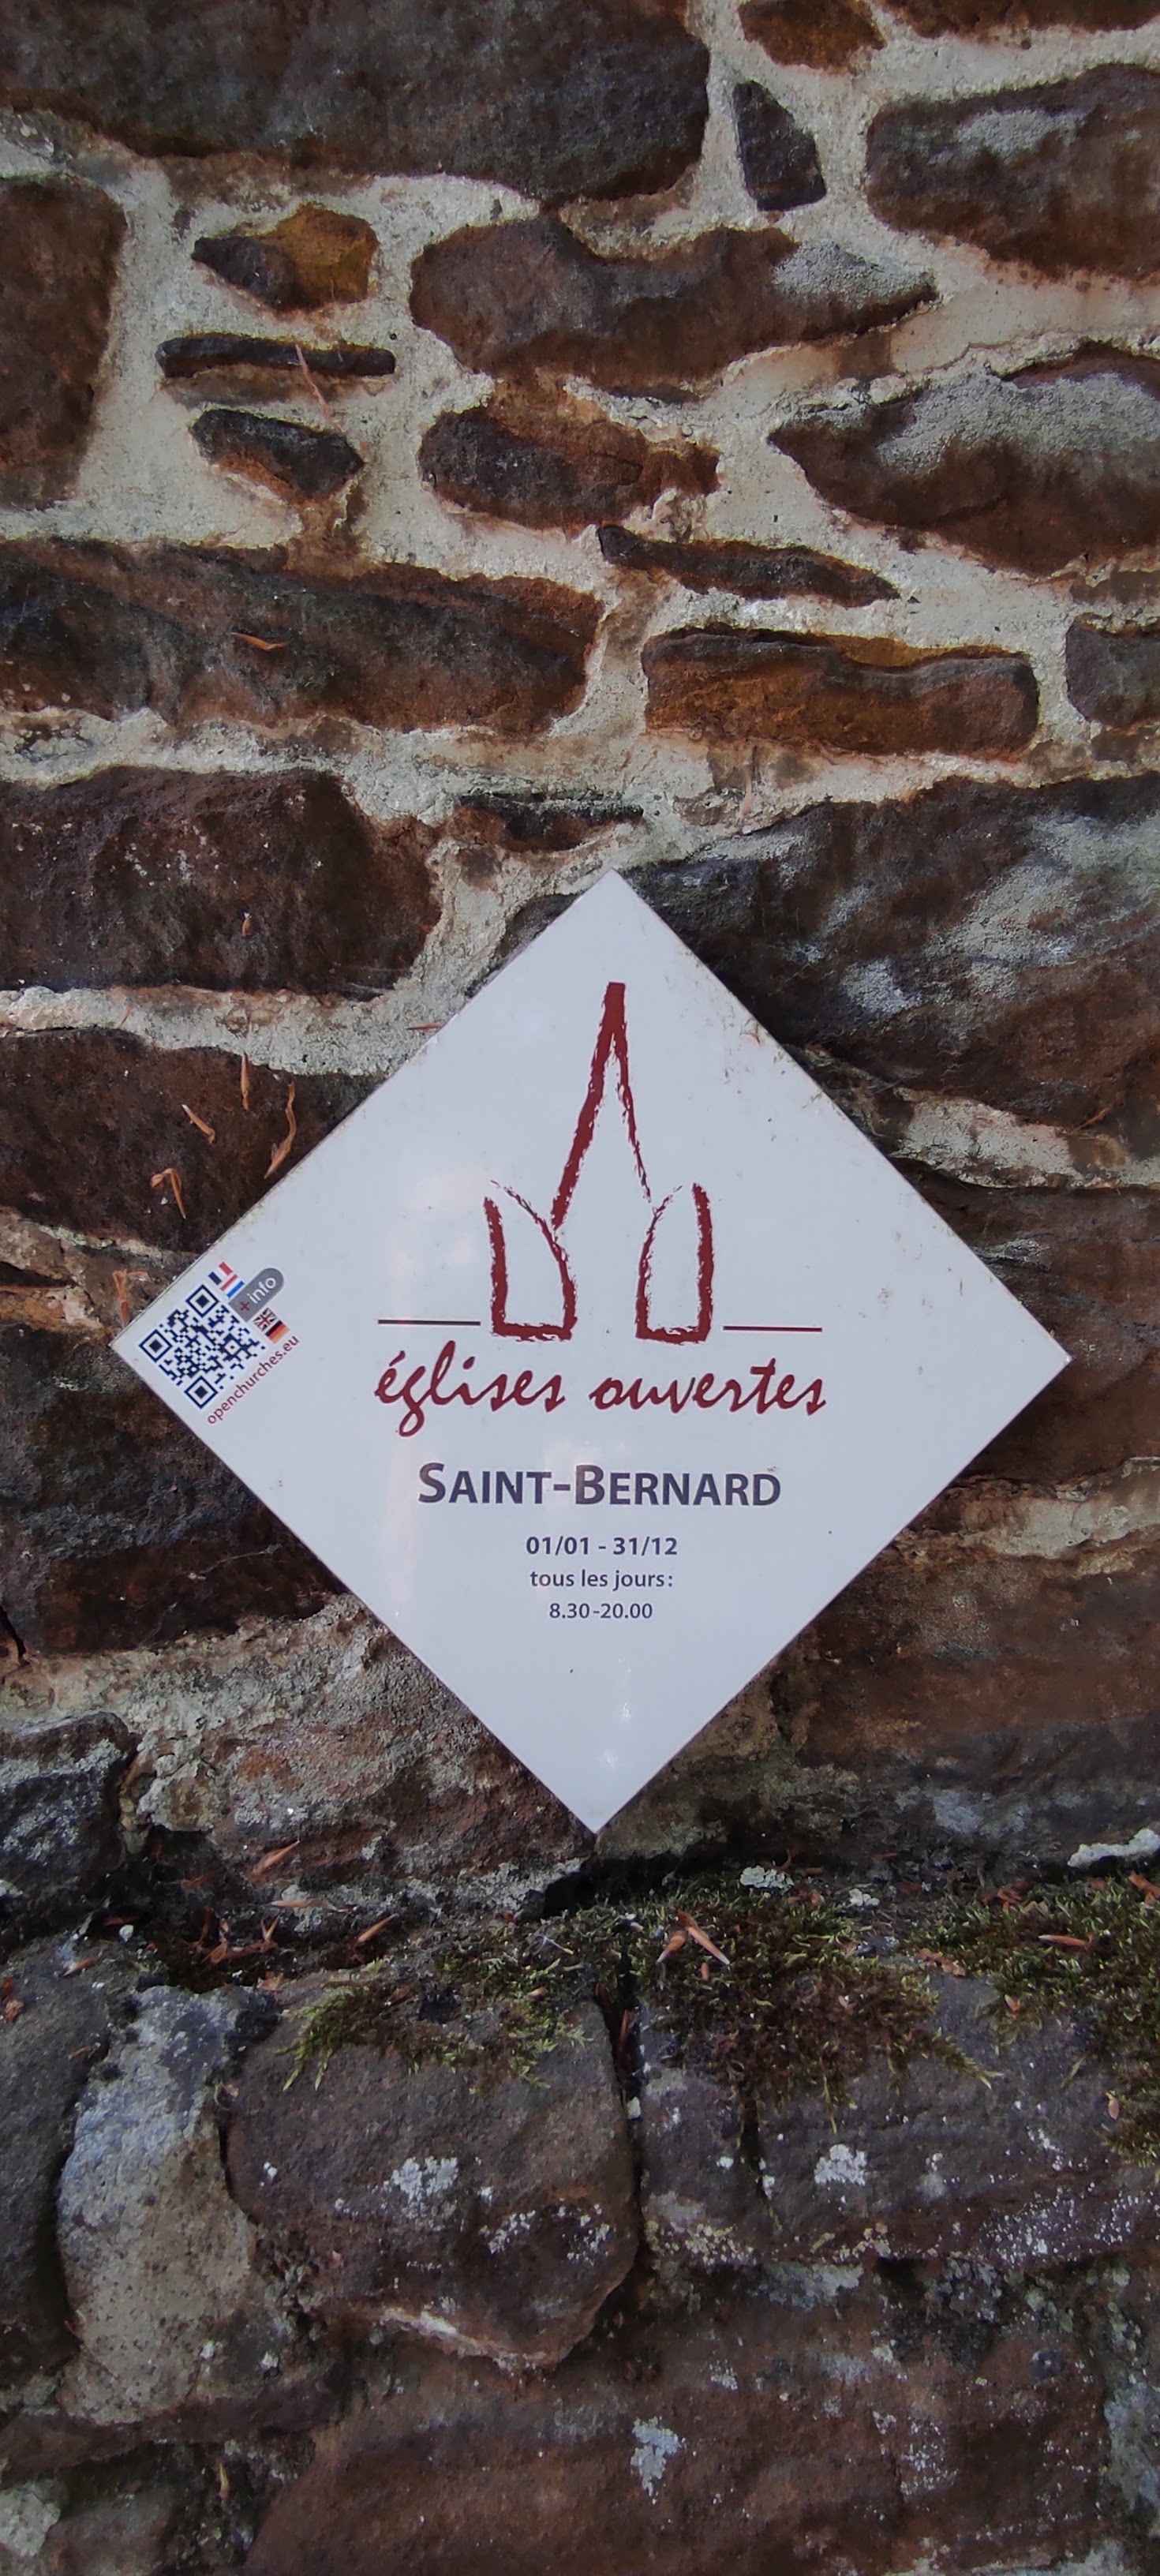 +info
openchurches.eu
églises ouvertes
SAINT-BERNARD
01/01 - 31/12
tous les jours:
8.30-20.00